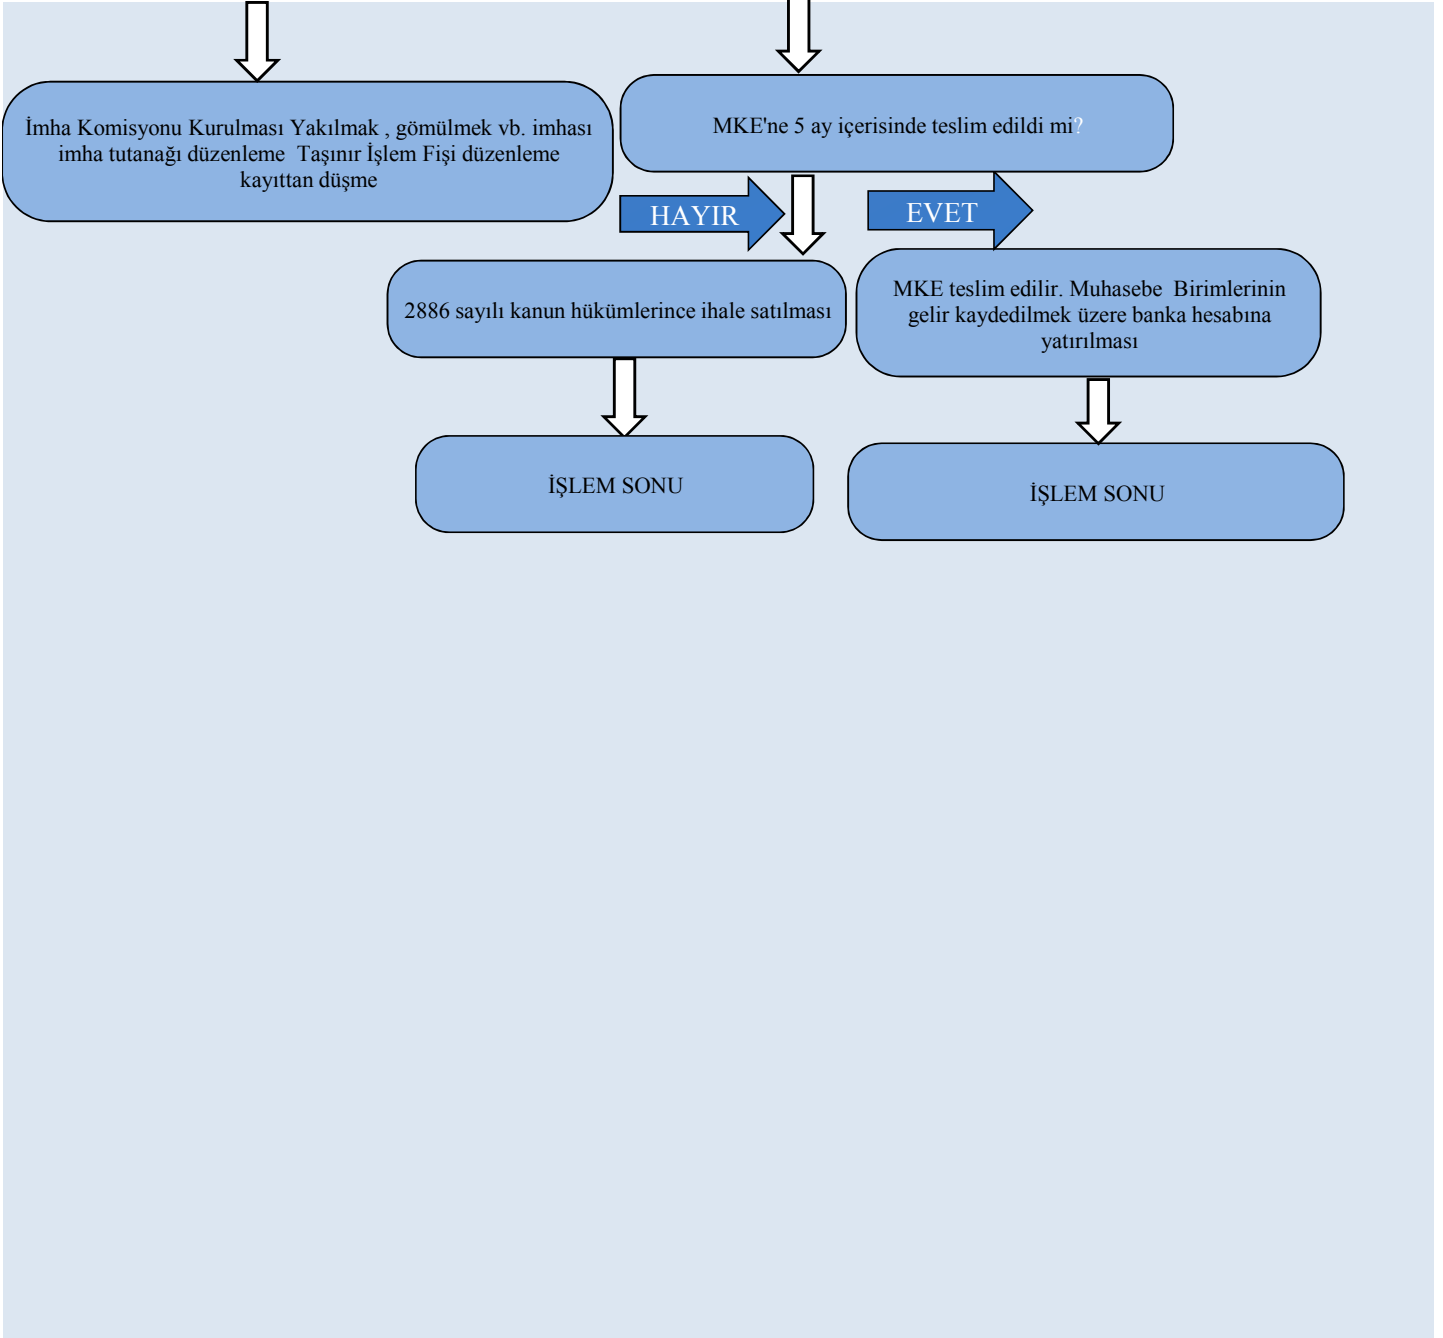 İmha Komisyonu Kurulması Yakılmak , gömülmek vb. imhası
imha tutanağı düzenleme  Taşınır İşlem Fişi düzenleme
kayıttan düşme
MKE'ne 5 ay içerisinde teslim edildi mi?
HAYIR
EVET
2886 sayılı kanun hükümlerince ihale satılması
MKE teslim edilir. Muhasebe  Birimlerinin
gelir kaydedilmek üzere banka hesabına
yatırılması
İŞLEM SONU
İŞLEM SONU